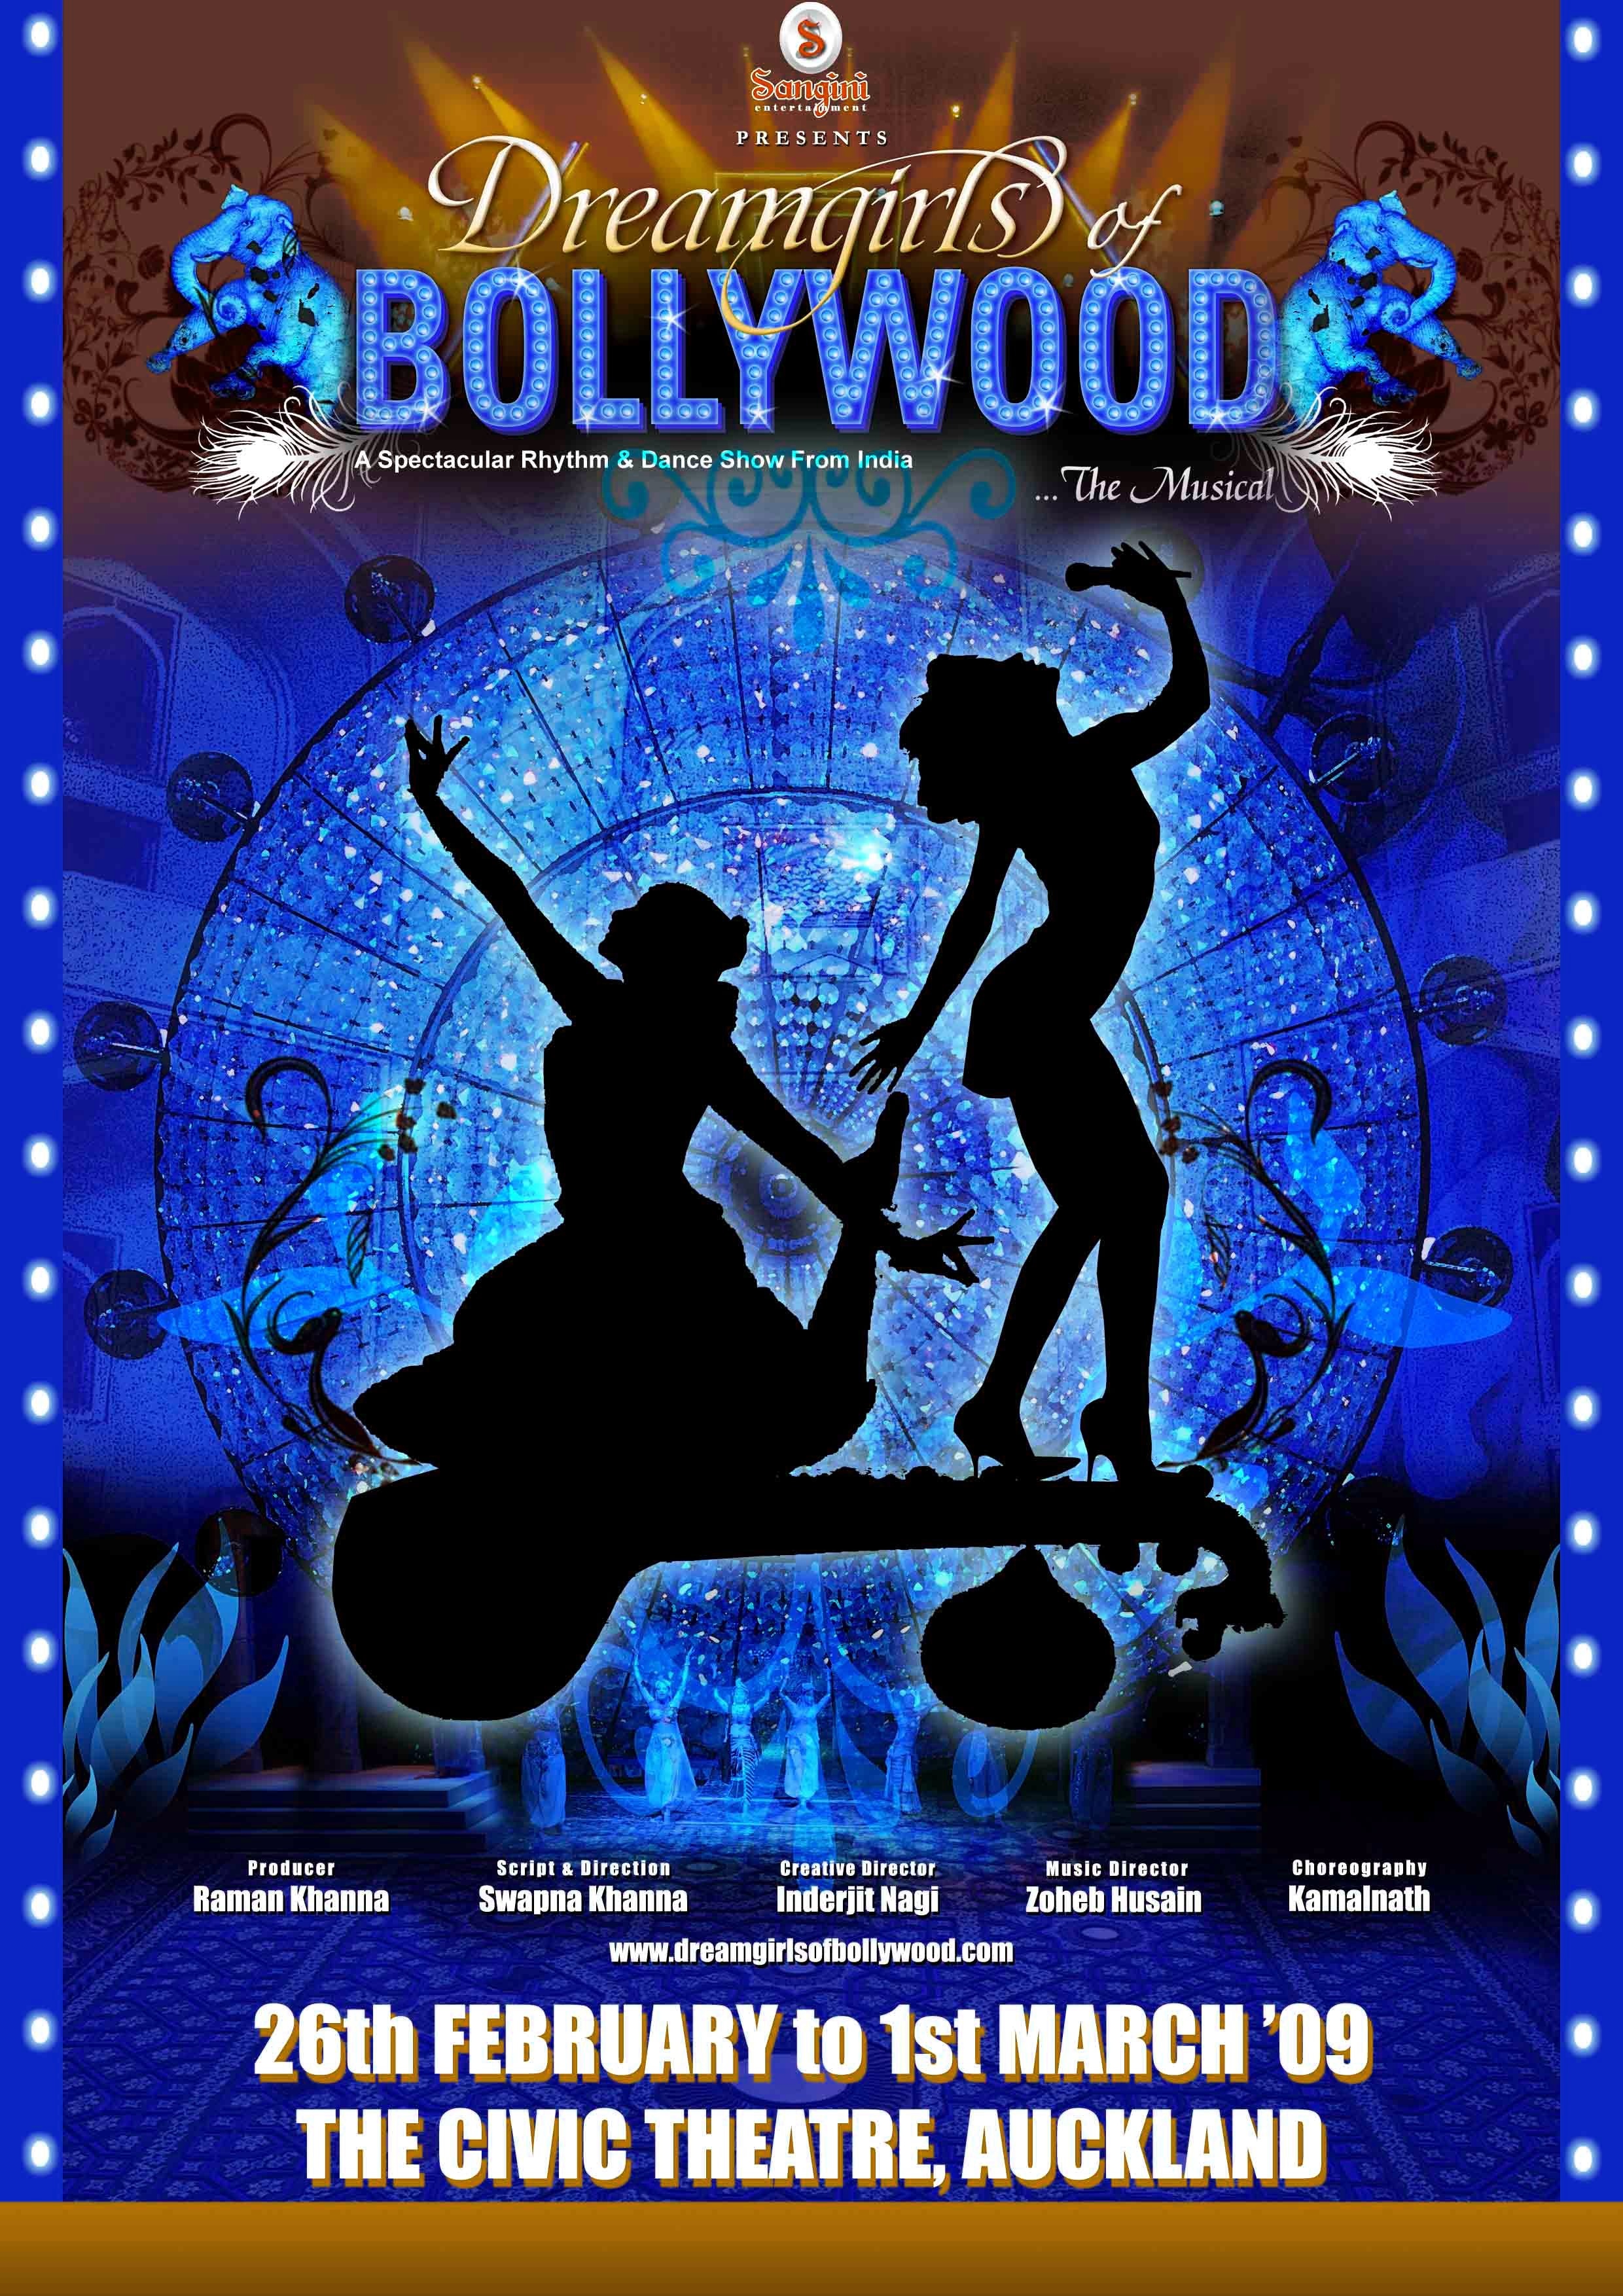 S
Sangini
entertainment
PRESENTS
Dreamgirls of
BOLLYWOOD
A Spectacular Rhythm & Dance Show From India
... The Musical
Producer
Raman Khanna
Script & Direction
Swapna Khanna
Creative Director
Inderjit Nagi
Music Director
Zoheb Husain
Choreography
Kamalnath
www.dreamgirlsofbollywood.com
26th FEBRUARY to 1st MARCH ’09
THE CIVIC THEATRE, AUCKLAND